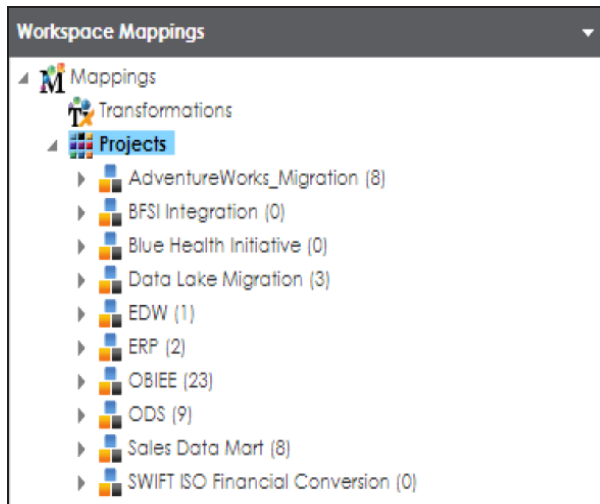 Workspace Mappings
Mappings
Transformations
Projects
AdventureWorks_Migration (8)
BFSI Integration (0)
Blue Health Initiative (0)
Data Lake Migration (3)
EDW (1)
ERP (2)
OBIEE (23)
ODS (9)
Sales Data Mart (8)
SWIFT ISO Financial Conversion (0)